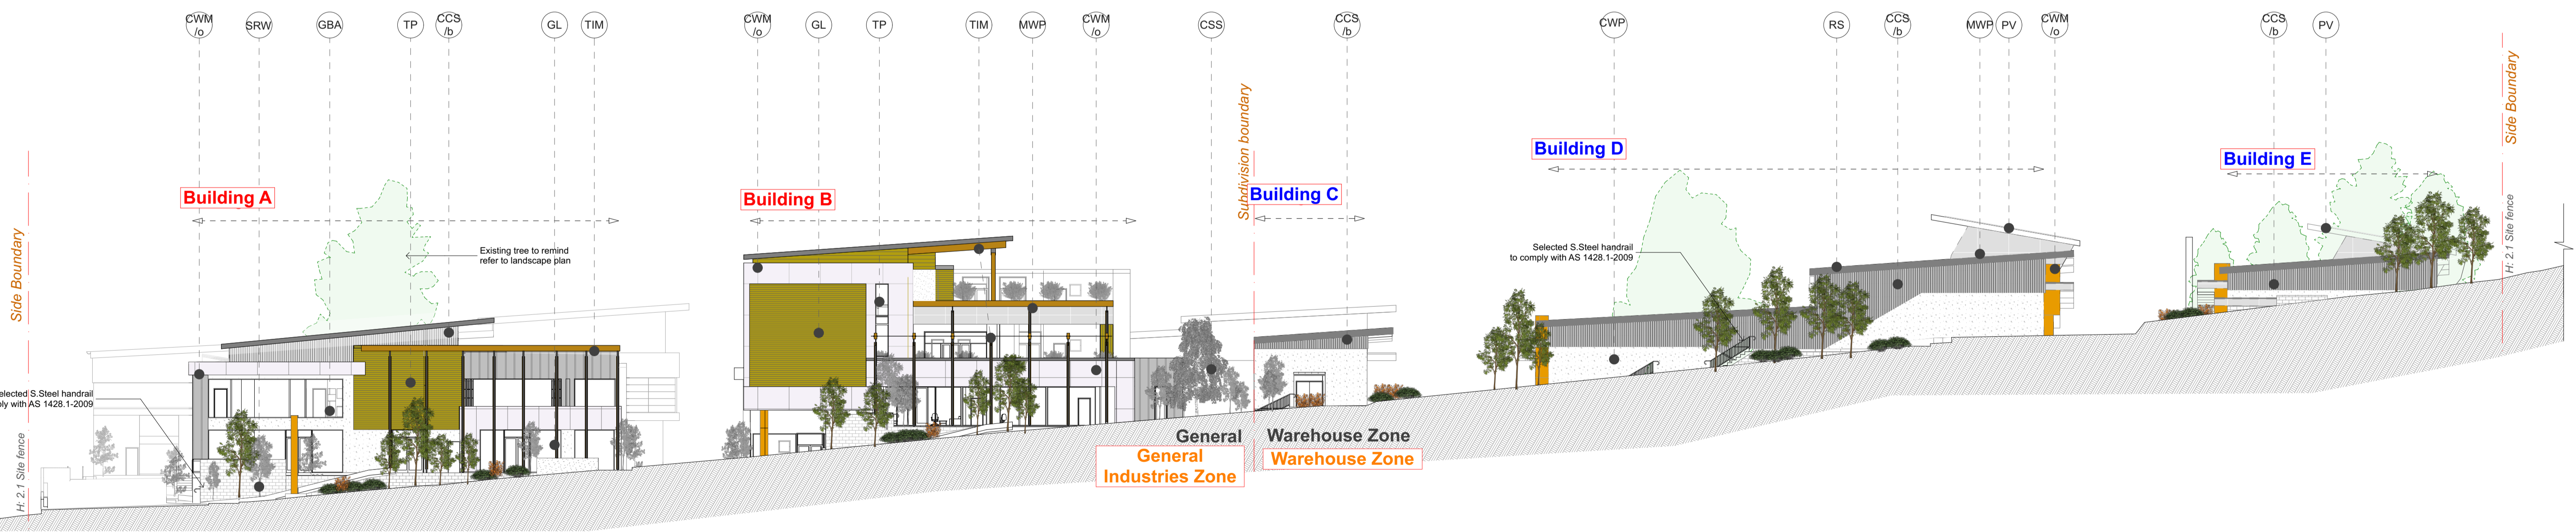 CWM
/o
SRW
GBA
TP
CCS
/b
GL
TIM
CWM
/o
GL
TP
TIM
MWP
CWM
/o
CSS
CCS
/b
CWP
RS
CCS
/b
MWP
PV
CWM
/o
CCS
/b
PV
Side Boundary
H: 2.1 Site fence
Building A
Existing tree to remind
refer to landscape plan
elected S.Steel handrail
ply with AS 1428.1-2009
Building B
Subdivision boundary
Building C
General
Warehouse Zone
General
Industries Zone
Warehouse Zone
Building D
Selected S.Steel handrail
to comply with AS 1428.1-2009
Building E
Side Boundary
H: 2.1 Site fence